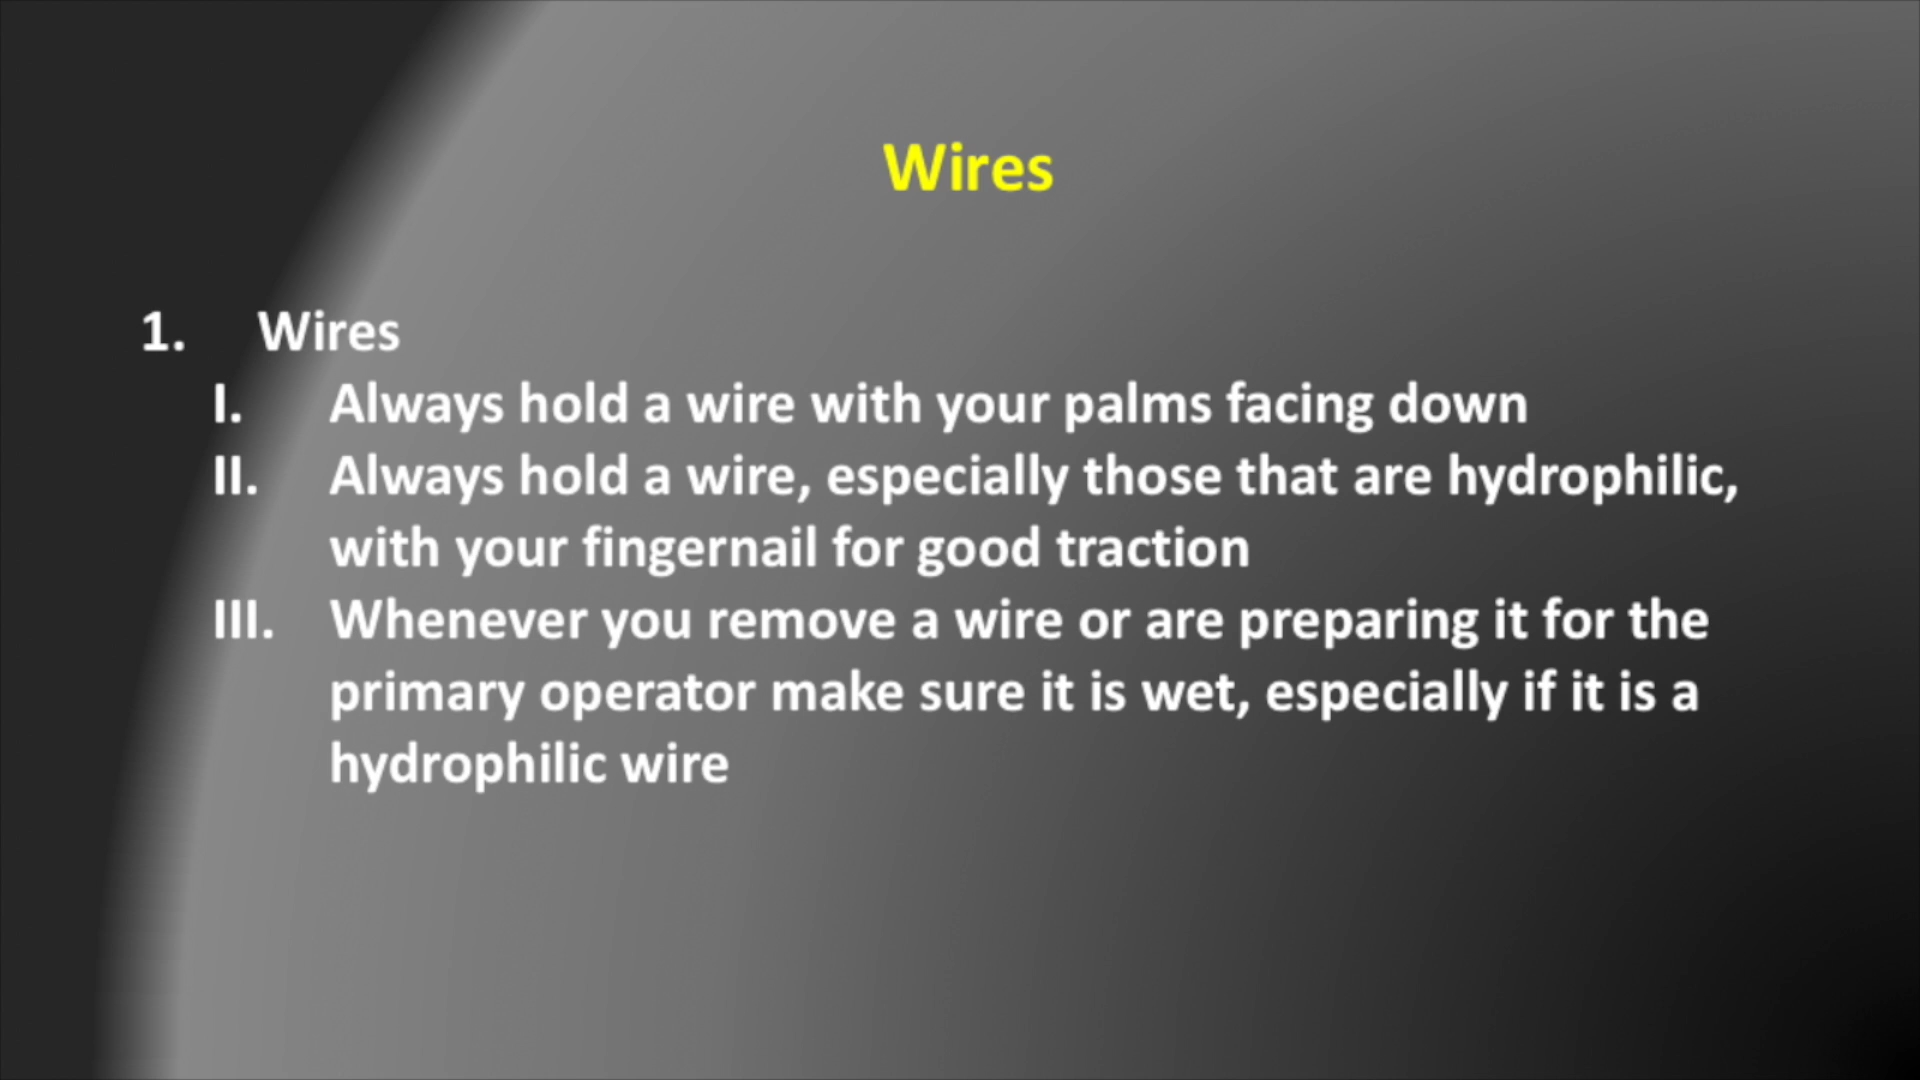 Wires
1. Wires
I. Always hold a wire with your palms facing down
II. Always hold a wire, especially those that are hydrophilic,
with your fingernail for good traction
III. Whenever you remove a wire or are preparing it for the
primary operator make sure it is wet, especially if it is a
hydrophilic wire